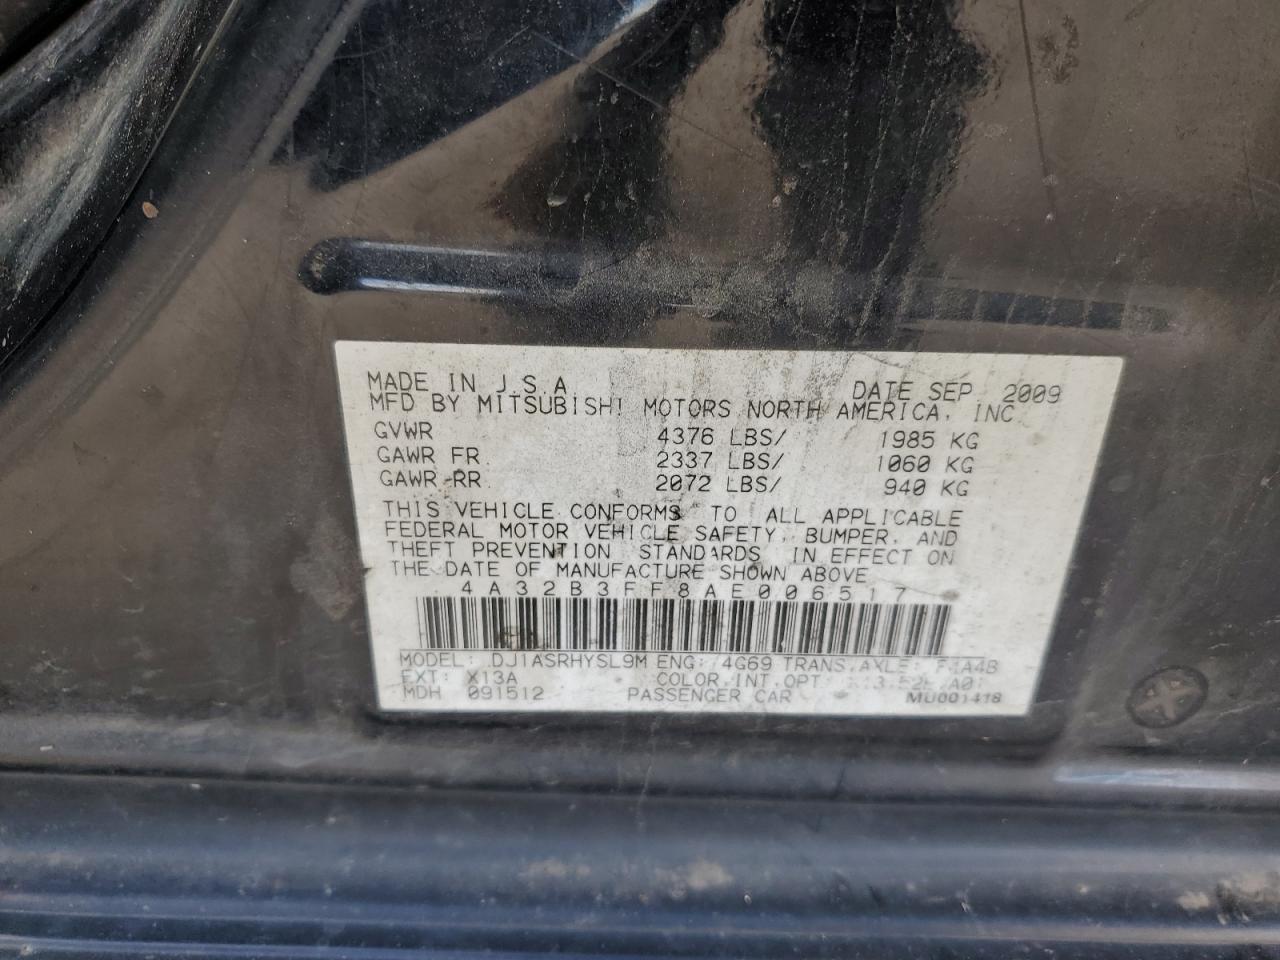 MADE IN U.S.A. DATE SEP 2009
MFD BY MITSUBISHI MOTORS NORTH AMERICA, INC
GVWR 4376 LBS/ 1985 KG
GAWR FR 2337 LBS/ 1060 KG
GAWR RR 2072 LBS/ 940 KG
THIS VEHICLE CONFORMS TO ALL APPLICABLE
FEDERAL MOTOR VEHICLE SAFETY, BUMPER, AND
THEFT PREVENTION STANDARDS IN EFFECT ON
THE DATE OF MANUFACTURE SHOWN ABOVE
4A32B3FF8AE006517
MODEL: DJ1ASRHYSL9M ENG: 4G69 TRANS.AXLE: F4A4B
EXT: X13A COLOR.INT.OPT:
MDH 091512 PASSENGER CAR MU001418